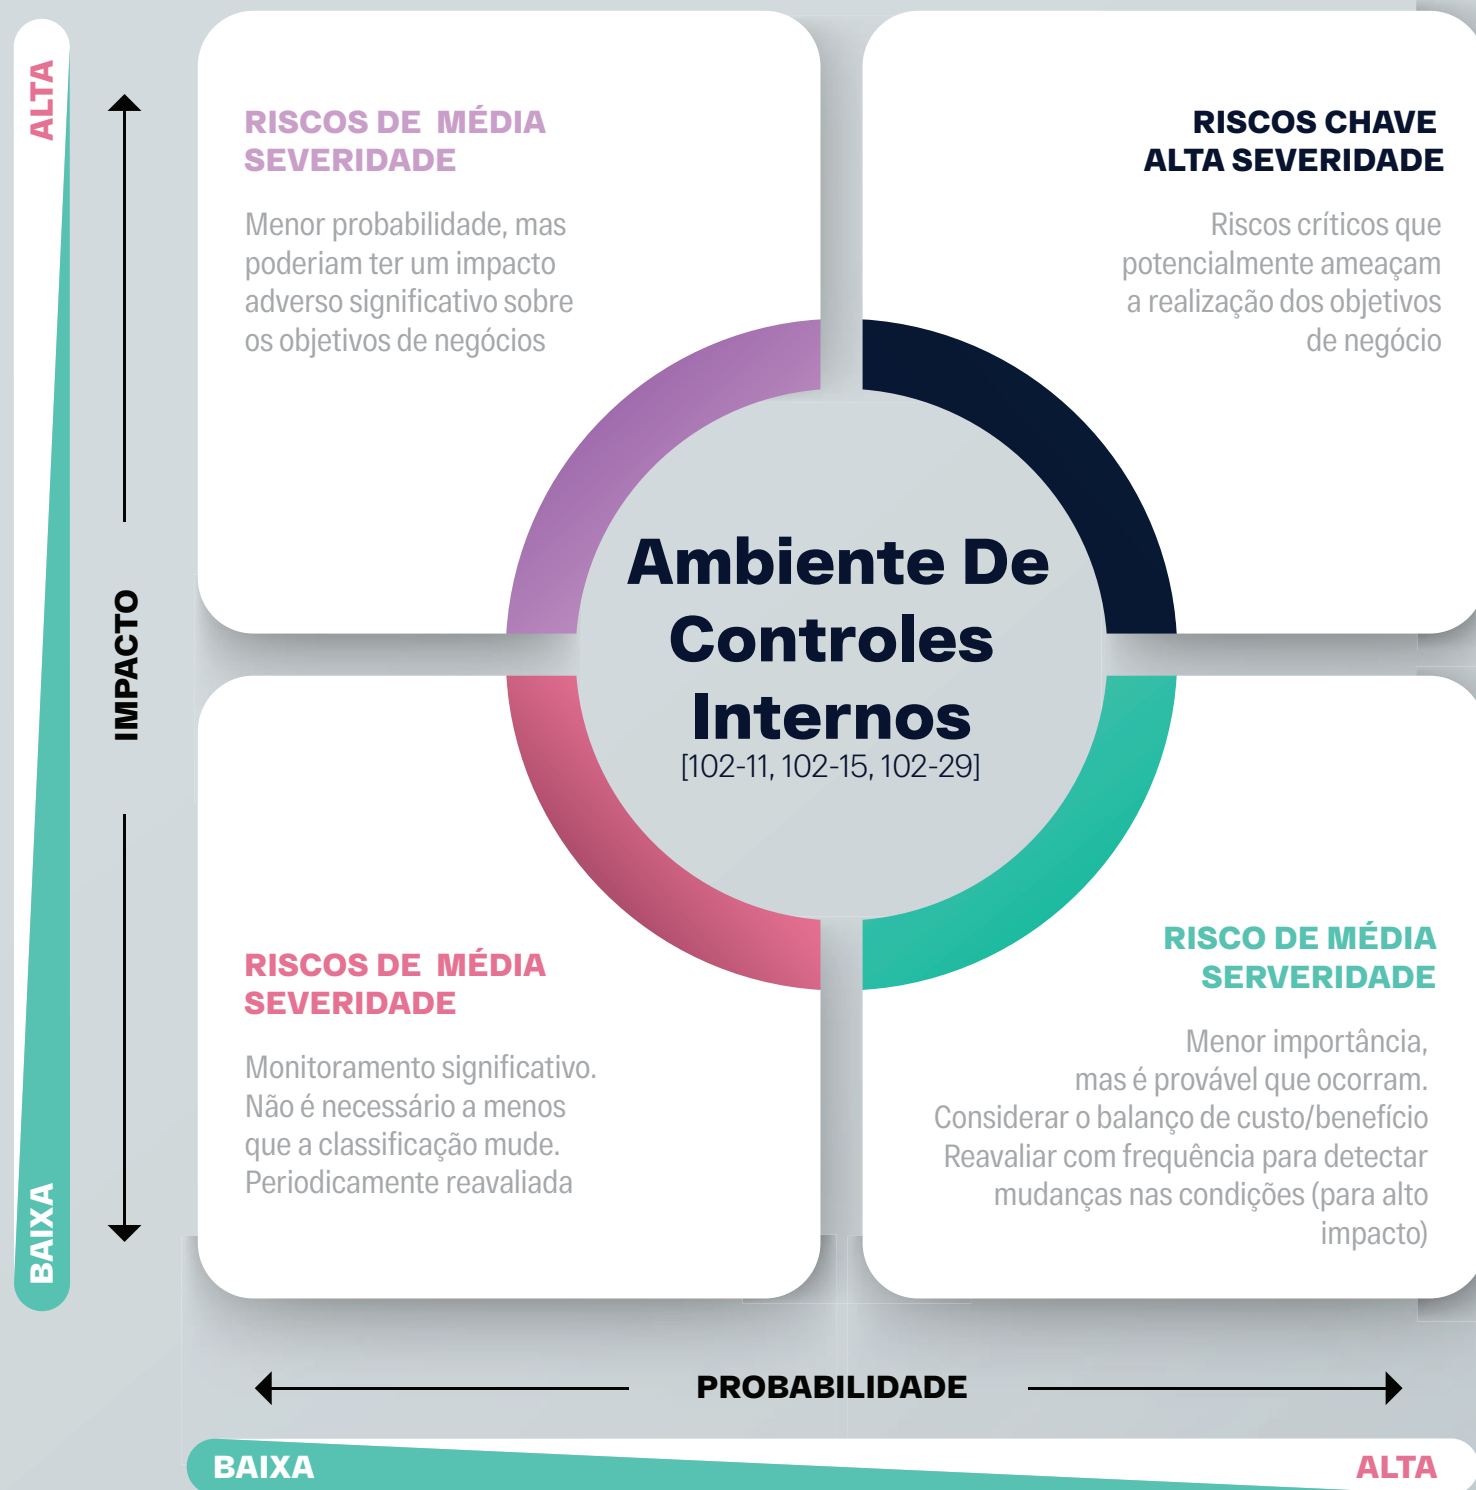 ALTA
IMPACTO
BAIXA
RISCOS DE MÉDIA
SEVERIDADE
Menor probabilidade, mas
poderiam ter um impacto
adverso significativo sobre
os objetivos de negócios
RISCOS CHAVE
ALTA SEVERIDADE
Riscos críticos que
potencialmente ameaçam
a realização dos objetivos
de negócio
Ambiente De
Controles
Internos
[102-11, 102-15, 102-29]
RISCOS DE MÉDIA
SEVERIDADE
Monitoramento significativo.
Não é necessário a menos
que a classificação mude.
Periodicamente reavaliada
RISCO DE MÉDIA
SERVERIDADE
Menor importância,
mas é provável que ocorram.
Considerar o balanço de custo/benefício
Reavaliar com frequência para detectar
mudanças nas condições (para alto
impacto)
PROBABILIDADE
BAIXA
ALTA